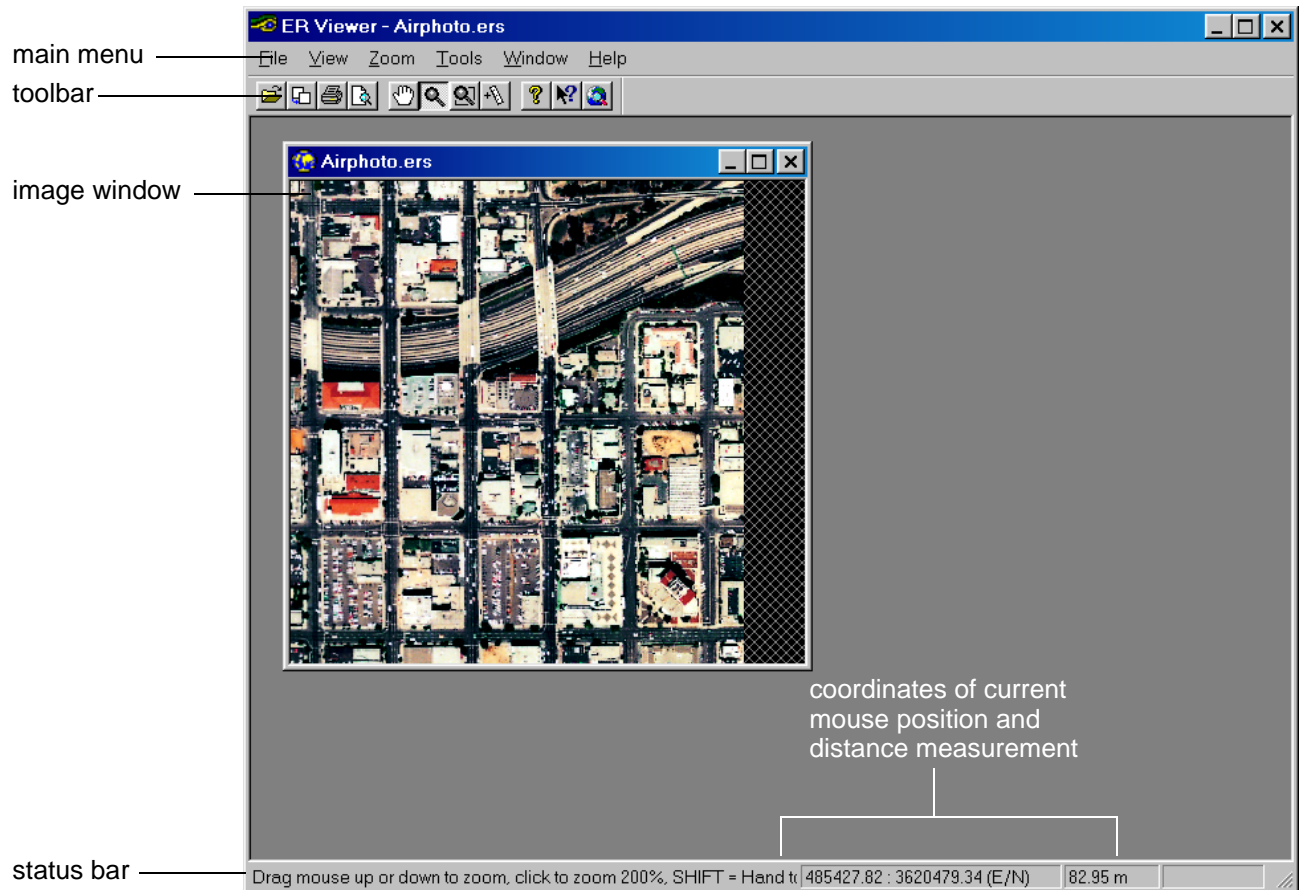 ER Viewer - Airphoto.ers
main menu
File View Zoom Tools Window Help
toolbar
Airphoto.ers
image window
coordinates of current
mouse position and
distance measurement
status bar
Drag mouse up or down to zoom, click to zoom 200%, SHIFT = Hand to 485427.82 : 3620479.34 (E/N) 82.95 m